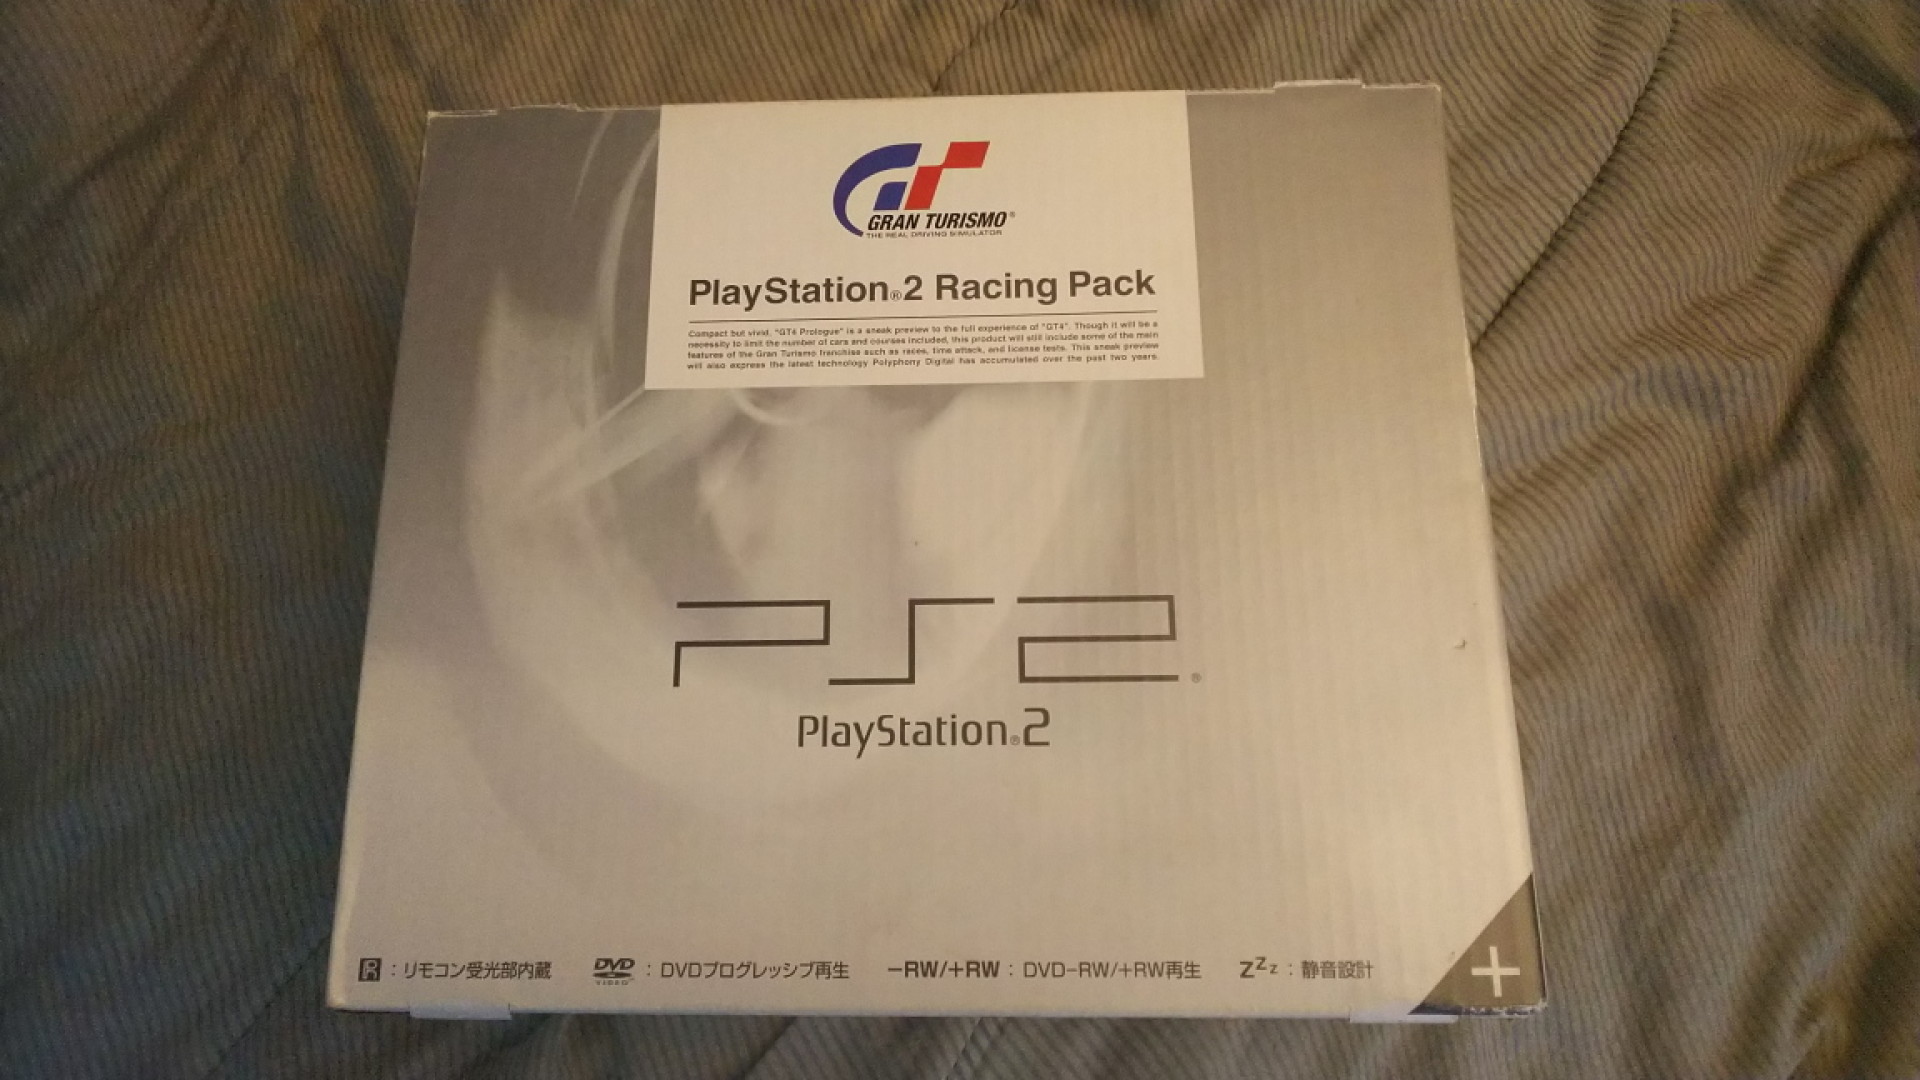 GRAN TURISMO®
THE REAL DRIVING SIMULATOR
PlayStation®2 Racing Pack
Compact but vivid, "GT4 Prologue" is a sneak preview to the full experience of "GT4". Though it will be a
necessity to limit the number of cars and courses included, this product will still include some of the main
features of the Gran Turismo franchise such as races, time attack, and license tests. This sneak preview
will also express the latest technology Polyphony Digital has accumulated over the past two years.
PS2®
PlayStation®2
R : リモコン受光部内蔵 DVD VIDEO : DVDプログレッシブ再生 −RW/+RW : DVD−RW/+RW再生 ZZZ : 静音設計 +